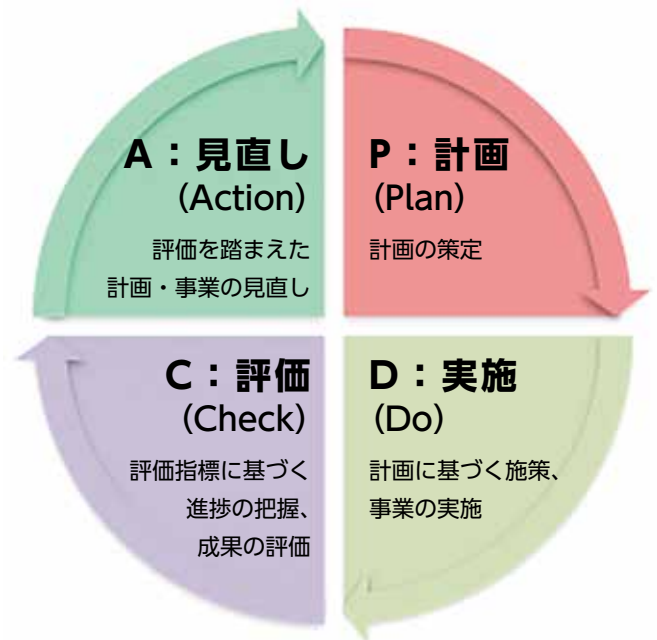 A：見直し
（Action）
評価を踏まえた
計画・事業の見直し
P：計画
（Plan）
計画の策定
C：評価
（Check）
評価指標に基づく
進捗の把握、
成果の評価
D：実施
（Do）
計画に基づく施策、
事業の実施